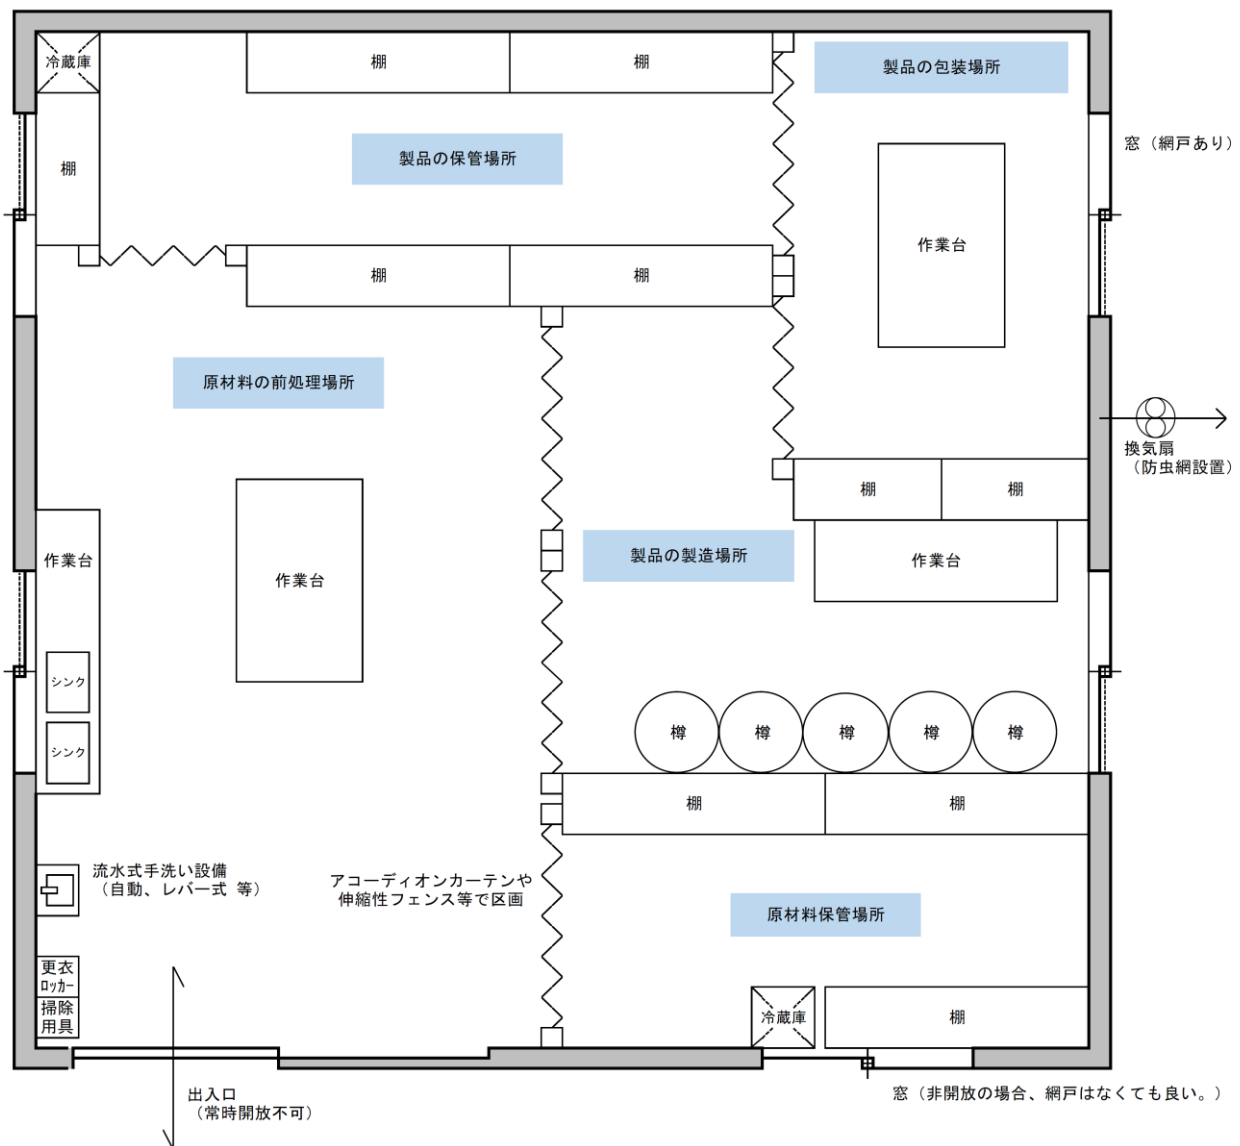 冷蔵庫
棚
棚
製品の包装場所
窓（網戸あり）
製品の保管場所
棚
作業台
棚
棚
原材料の前処理場所
換気扇
（防虫網設置）
棚
棚
作業台
作業台
製品の製造場所
作業台
シンク
シンク
樽
樽
樽
樽
樽
棚
棚
流水式手洗い設備
（自動、レバー式 等）
アコーディオンカーテンや
伸縮性フェンス等で区画
原材料保管場所
更衣
ロッカー
掃除
用具
冷蔵庫
棚
出入口
（常時開放不可）
窓（非開放の場合、網戸はなくても良い。）